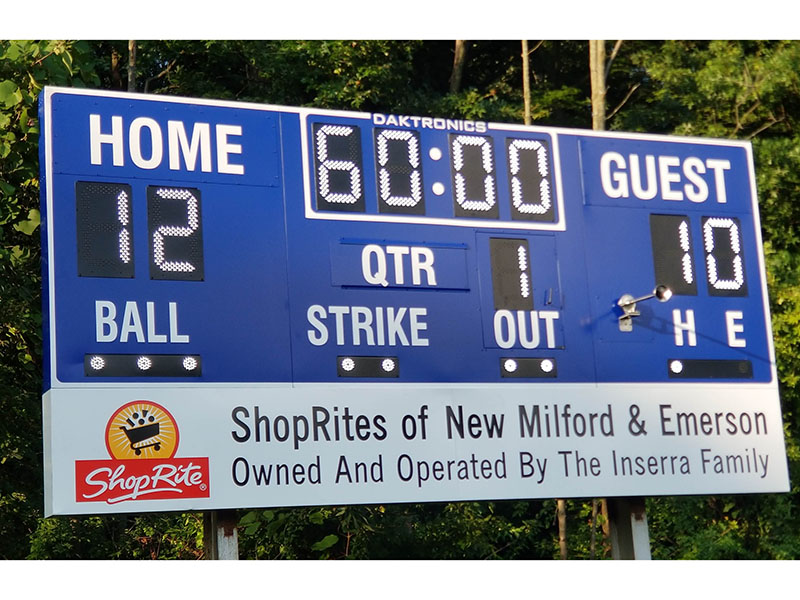 DAKTRONICS
HOME 60:00 GUEST
12 10
QTR 1
BALL STRIKE OUT H E
ShopRite®
ShopRites of New Milford & Emerson
Owned And Operated By The Inserra Family